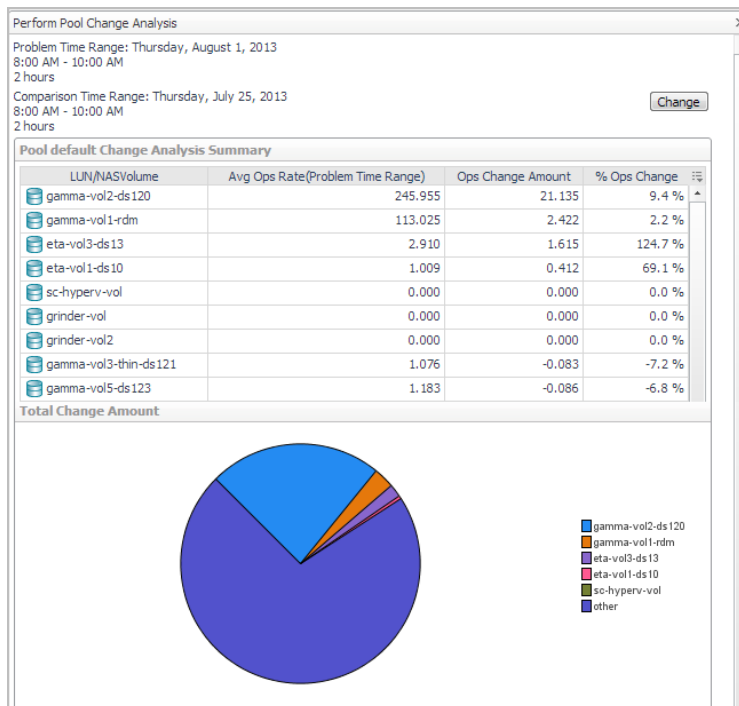 Perform Pool Change Analysis
Problem Time Range: Thursday, August 1, 2013
8:00 AM - 10:00 AM
2 hours
Comparison Time Range: Thursday, July 25, 2013
8:00 AM - 10:00 AM
2 hours
Change
Pool default Change Analysis Summary
LUN/NASVolume Avg Ops Rate(Problem Time Range) Ops Change Amount % Ops Change
gamma-vol2-ds120 245.955 21.135 9.4 %
gamma-vol1-rdm 113.025 2.422 2.2 %
eta-vol3-ds13 2.910 1.615 124.7 %
eta-vol1-ds10 1.009 0.412 69.1 %
sc-hyperv-vol 0.000 0.000 0.0 %
grinder-vol 0.000 0.000 0.0 %
grinder-vol2 0.000 0.000 0.0 %
gamma-vol3-thin-ds121 1.076 -0.083 -7.2 %
gamma-vol5-ds123 1.183 -0.086 -6.8 %
Total Change Amount
gamma-vol2-ds120
gamma-vol1-rdm
eta-vol3-ds13
eta-vol1-ds10
sc-hyperv-vol
other